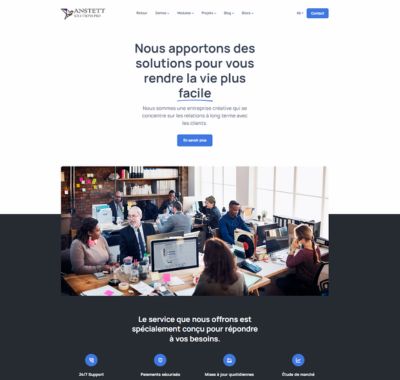 ANSTETT
SOLUTIONS PRO
Retour Demos Modules Projets Blog Docs Contact
Nous apportons des
solutions pour vous
rendre la vie plus
facile
Nous sommes une entreprise créative qui se
concentre sur les relations à long terme avec
les clients.
En savoir plus
Le service que nous offrons est
spécialement conçu pour répondre
à vos besoins.
24/7 Support Paiements sécurisés Mises à jour quotidiennes Étude de marché